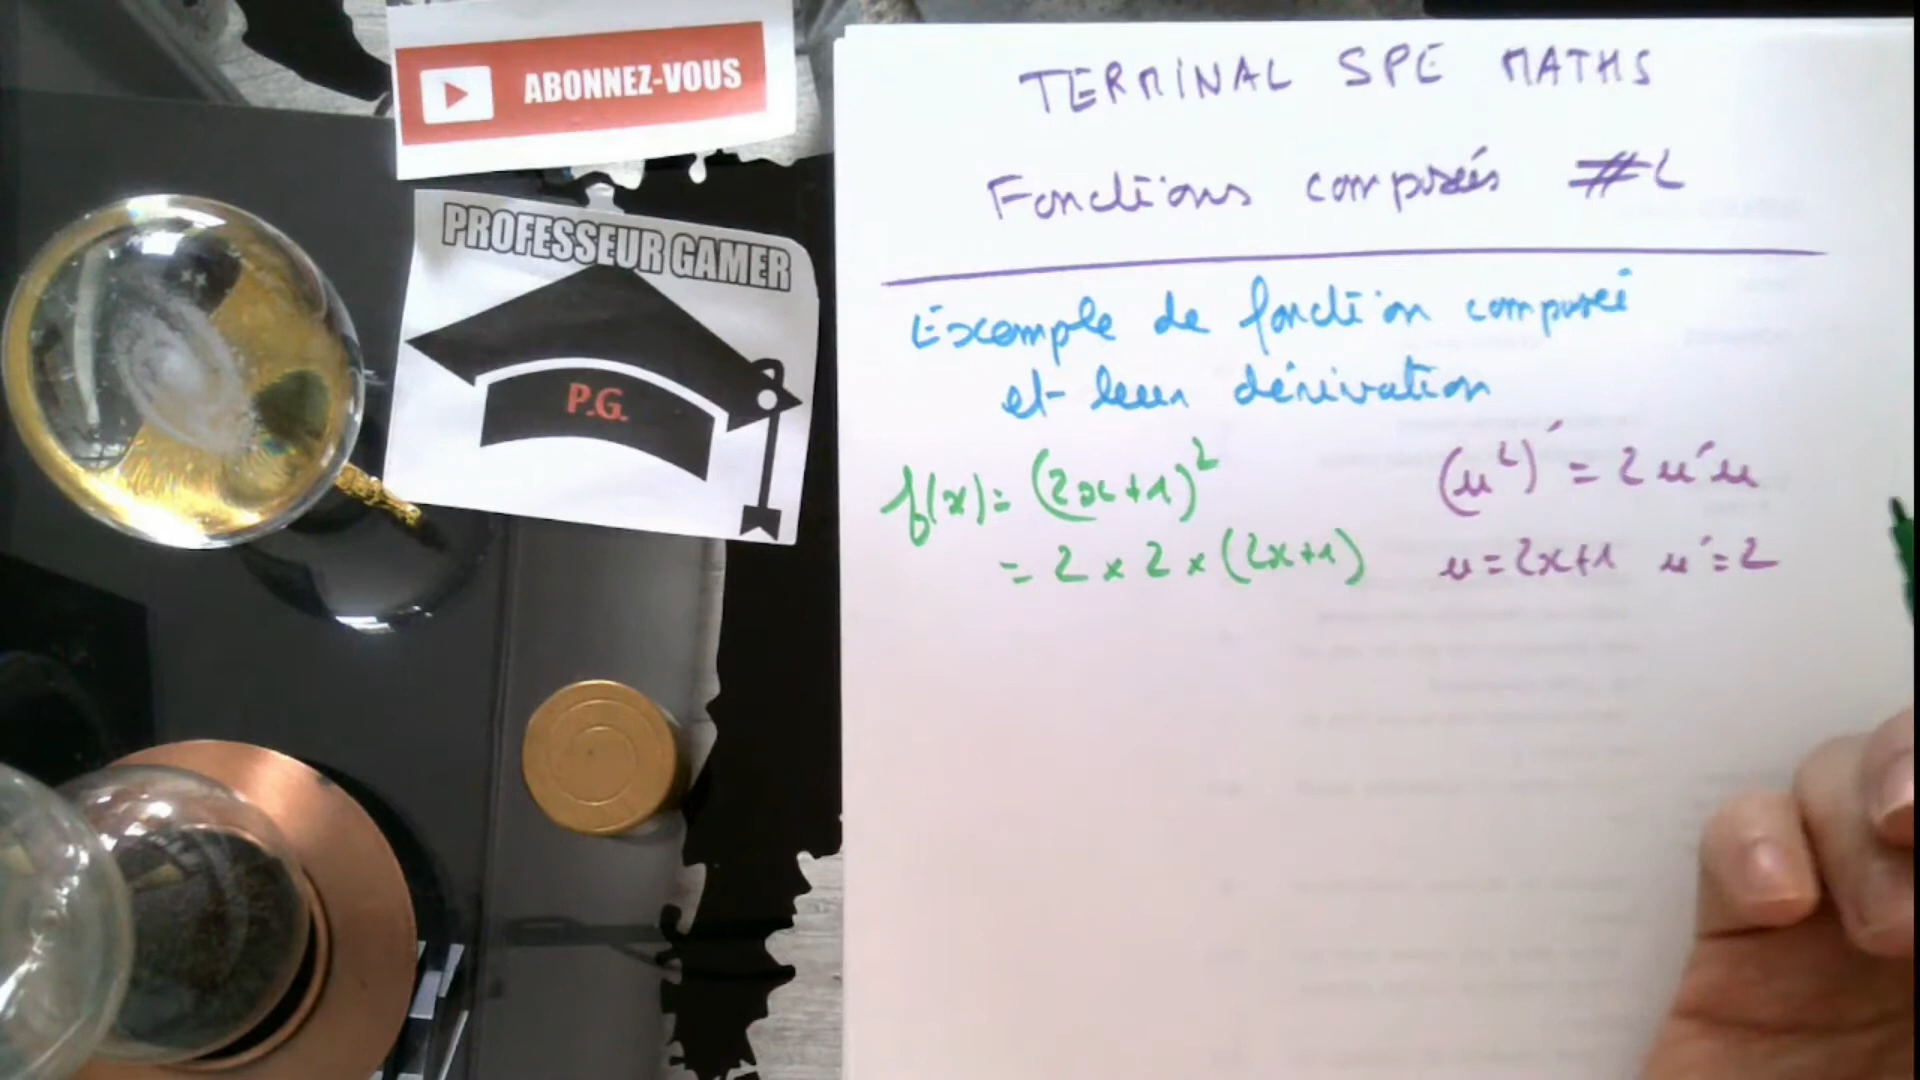 ABONNEZ-VOUS
PROFESSEUR GAMER
P.G.
TERMINAL SPE MATHS
Fonctions composés #2
Exemple de fonction composée
et leur dérivation
f(x) = (2x+1)²
= 2 × 2 × (2x+1)
(u²)' = 2u'u
u = 2x+1 u' = 2